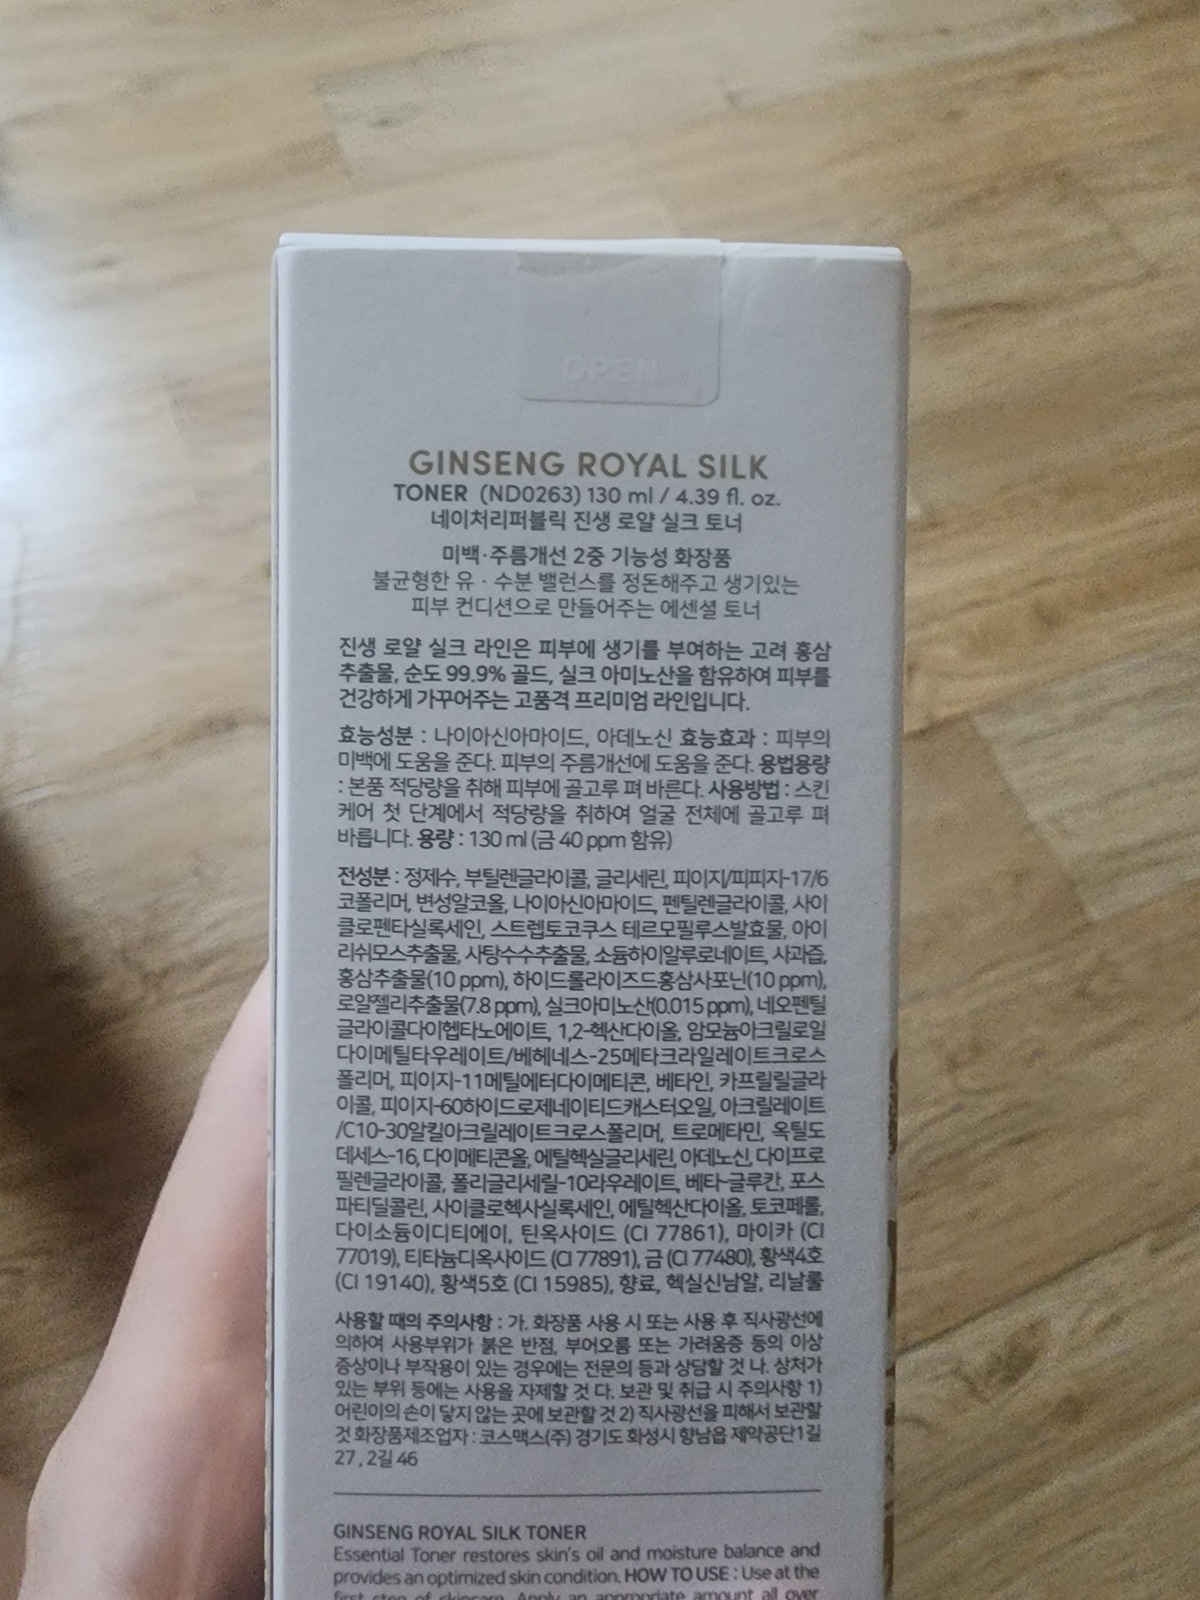 OPEN
GINSENG ROYAL SILK
TONER (ND0263) 130 ml / 4.39 fl. oz.
네이처리퍼블릭 진생 로얄 실크 토너
미백·주름개선 2중 기능성 화장품
불균형한 유 · 수분 밸런스를 정돈해주고 생기있는
피부 컨디션으로 만들어주는 에센셜 토너
진생 로얄 실크 라인은 피부에 생기를 부여하는 고려 홍삼
추출물, 순도 99.9% 골드, 실크 아미노산을 함유하여 피부를
건강하게 가꾸어주는 고품격 프리미엄 라인입니다.
효능성분 : 나이아신아마이드, 아데노신 효능효과 : 피부의
미백에 도움을 준다. 피부의 주름개선에 도움을 준다. 용법용량
: 본품 적당량을 취해 피부에 골고루 펴 바른다. 사용방법 : 스킨
케어 첫 단계에서 적당량을 취하여 얼굴 전체에 골고루 펴
바릅니다. 용량 : 130 ml (금 40 ppm 함유)
전성분 : 정제수, 부틸렌글라이콜, 글리세린, 피이지/피피지-17/6
코폴리머, 변성알코올, 나이아신아마이드, 펜틸렌글라이콜, 사이
클로펜타실록세인, 스트렙토코쿠스 테르모필루스발효물, 아이
리쉬모스추출물, 사탕수수추출물, 소듐하이알루로네이트, 사과즙,
홍삼추출물(10 ppm), 하이드롤라이즈드홍삼사포닌(10 ppm),
로얄젤리추출물(7.8 ppm), 실크아미노산(0.015 ppm), 네오펜틸
글라이콜다이헵타노에이트, 1,2-헥산다이올, 암모늄아크릴로일
다이메틸타우레이트/베헤네스-25메타크라일레이트크로스
폴리머, 피이지-11메틸에터다이메티콘, 베타인, 카프릴릴글라
이콜, 피이지-60하이드로제네이티드캐스터오일, 아크릴레이트
/C10-30알킬아크릴레이트크로스폴리머, 트로메타민, 옥틸도
데세스-16, 다이메티콘올, 에틸헥실글리세린, 아데노신, 다이프로
필렌글라이콜, 폴리글리세릴-10라우레이트, 베타-글루칸, 포스
파티딜콜린, 사이클로헥사실록세인, 에틸헥산다이올, 토코페롤,
다이소듐이디티에이, 틴옥사이드 (CI 77861), 마이카 (CI
77019), 티타늄디옥사이드 (CI 77891), 금 (CI 77480), 황색4호
(CI 19140), 황색5호 (CI 15985), 향료, 헥실신남알, 리날룰
사용할 때의 주의사항 : 가. 화장품 사용 시 또는 사용 후 직사광선에
의하여 사용부위가 붉은 반점, 부어오름 또는 가려움증 등의 이상
증상이나 부작용이 있는 경우에는 전문의 등과 상담할 것 나. 상처가
있는 부위 등에는 사용을 자제할 것 다. 보관 및 취급 시 주의사항 1)
어린이의 손이 닿지 않는 곳에 보관할 것 2) 직사광선을 피해서 보관할
것 화장품제조업자 : 코스맥스(주) 경기도 화성시 향남읍 제약공단1길
27 , 2길 46
GINSENG ROYAL SILK TONER
Essential Toner restores skin's oil and moisture balance and
provides an optimized skin condition. HOW TO USE : Use at the
first step of skincare. Apply an appropriate amount all over